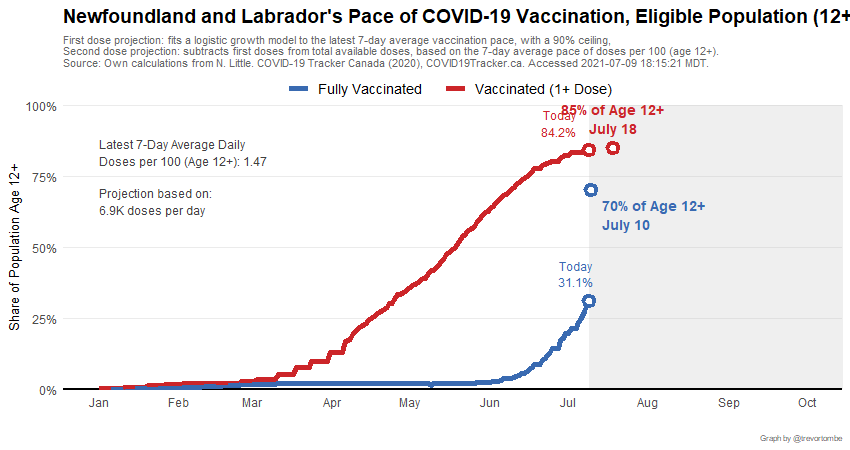 Newfoundland and Labrador's Pace of COVID-19 Vaccination, Eligible Population (12+
First dose projection: fits a logistic growth model to the latest 7-day average vaccination pace, with a 90% ceiling,
Second dose projection: subtracts first doses from total available doses, based on the 7-day average pace of doses per 100 (age 12+).
Source: Own calculations from N. Little. COVID-19 Tracker Canada (2020), COVID19Tracker.ca. Accessed 2021-07-09 18:15:21 MDT.
Fully Vaccinated Vaccinated (1+ Dose)
100%
75%
50%
25%
0%
Share of Population Age 12+
Latest 7-Day Average Daily
Doses per 100 (Age 12+): 1.47
Projection based on:
6.9K doses per day
Today
84.2%
85% of Age 12+
July 18
70% of Age 12+
July 10
Today
31.1%
Jan Feb Mar Apr May Jun Jul Aug Sep Oct
Graph by @trevortombe